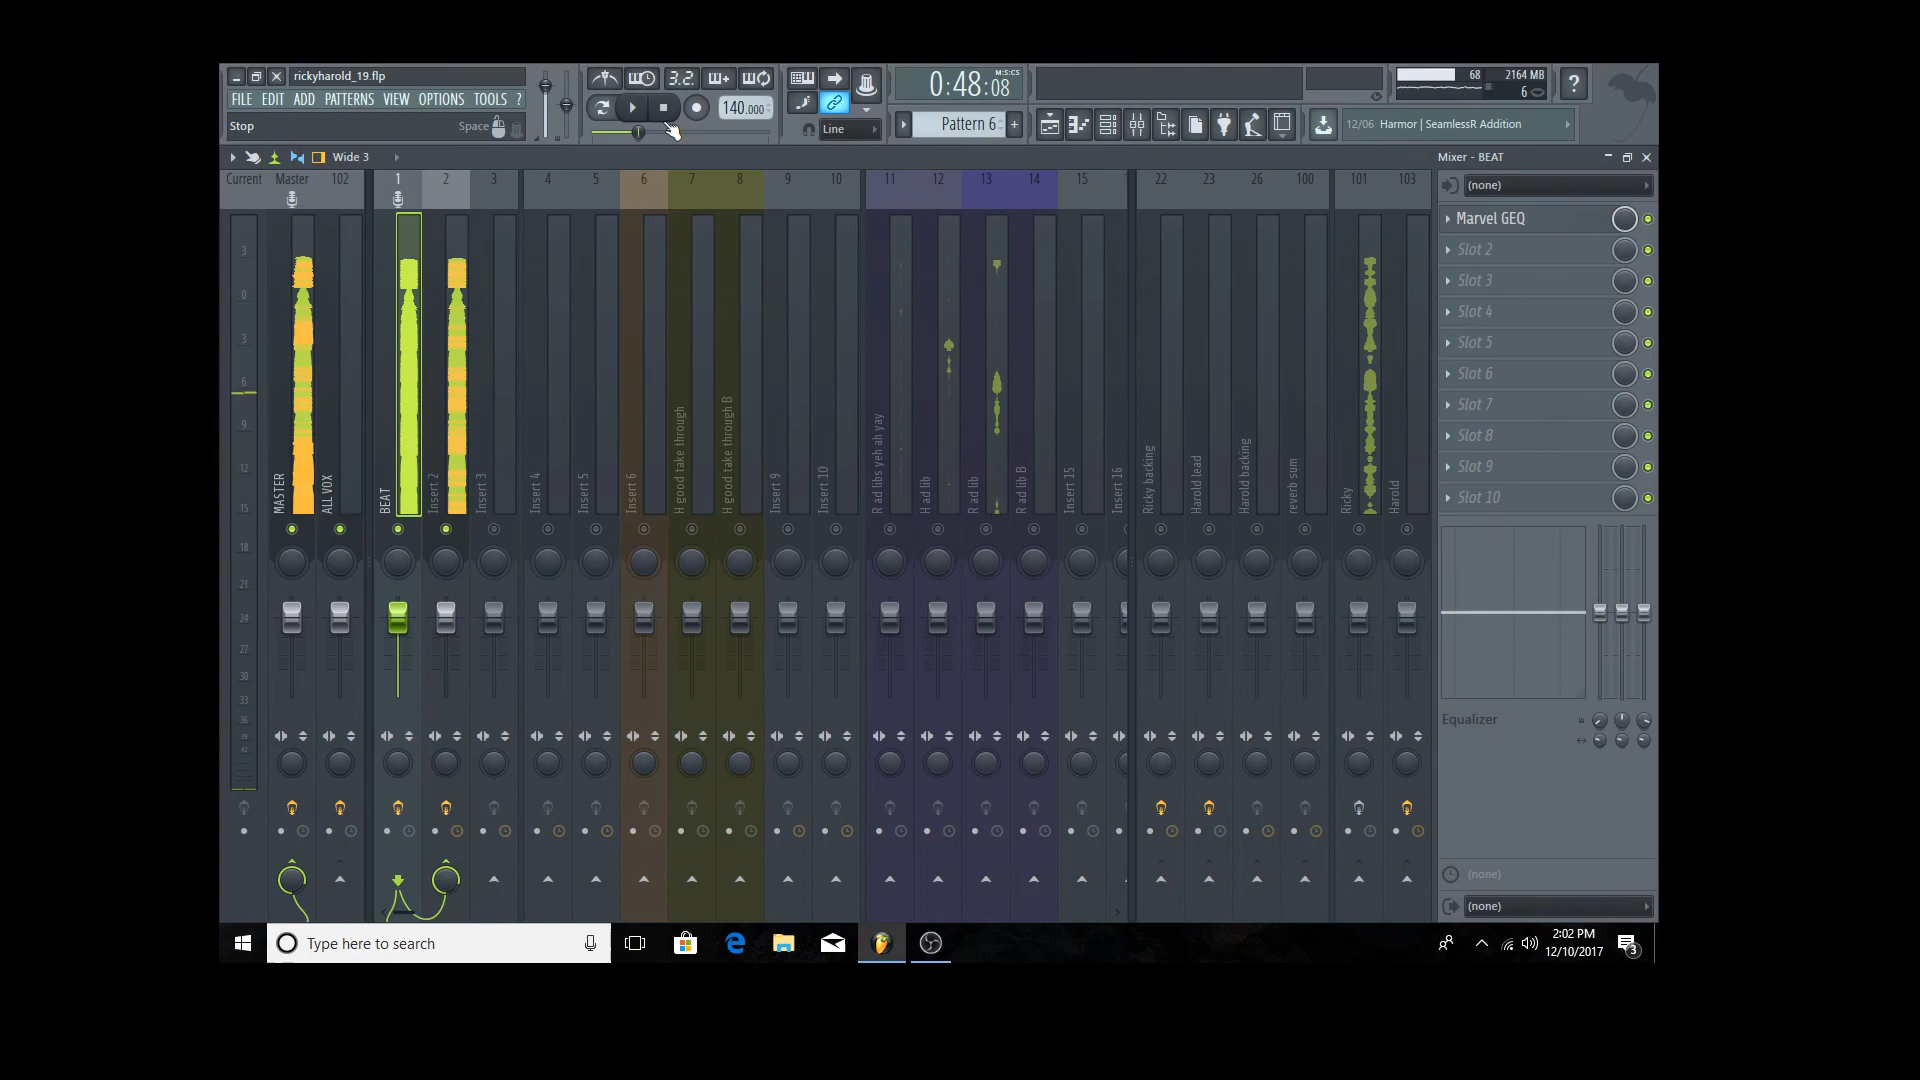 rickyharold_19.flp
FILE EDIT ADD PATTERNS VIEW OPTIONS TOOLS ?
Stop Space
3.2.
140.000
Line
0:48:08 M:S:CS
Pattern 6 +
68 2164 MB
6
?
12/06 Harmor | SeamlessR Addition
Wide 3
Mixer - BEAT
Current Master 102 1 2 3 4 5 6 7 8 9 10 11 12 13 14 15 22 23 26 100 101 103
3
0
3
6
9
12
15
18
21
24
27
30
33
36
39
42
MASTER
ALL VOX
BEAT
Insert 2
Insert 3
Insert 4
Insert 5
Insert 6
H good take through
H good take through B
Insert 9
Insert 10
R ad libs yeh ah yay
H ad lib
R ad lib
R ad lib B
Insert 15
Insert 16
Ricky backing
Harold lead
Harold backing
reverb sum
Ricky
Harold
(none)
Marvel GEQ
Slot 2
Slot 3
Slot 4
Slot 5
Slot 6
Slot 7
Slot 8
Slot 9
Slot 10
Equalizer
(none)
(none)
Type here to search
2:02 PM
12/10/2017
3